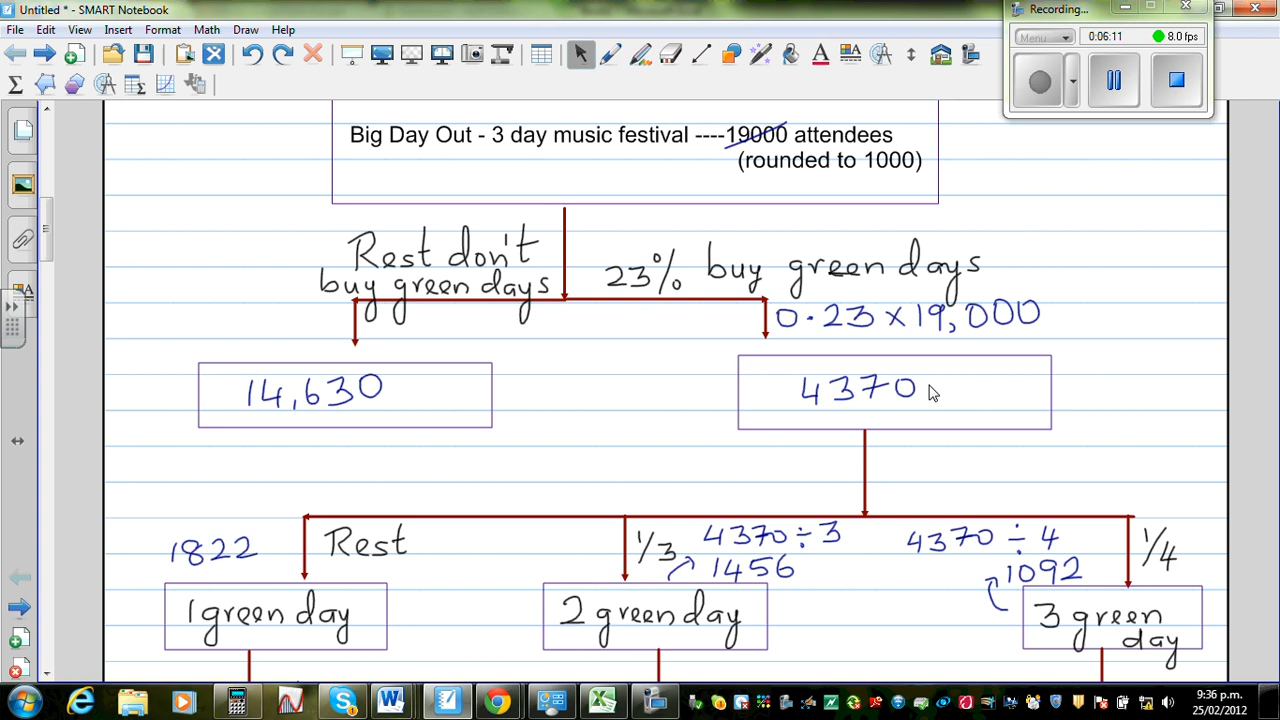 Untitled * - SMART Notebook
Recording...
File Edit View Insert Format Math Draw Help
Menu
0:06:11
8.0 fps
Big Day Out - 3 day music festival ----19000 attendees
(rounded to 1000)
Rest don't
buy green days
23% buy green days
0.23 x 19,000
14,630
4370
1822
Rest
1/3
4370 ÷ 3
1456
4370 ÷ 4
1092
1/4
1 green day
2 green day
3 green
day
9:36 p.m.
25/02/2012